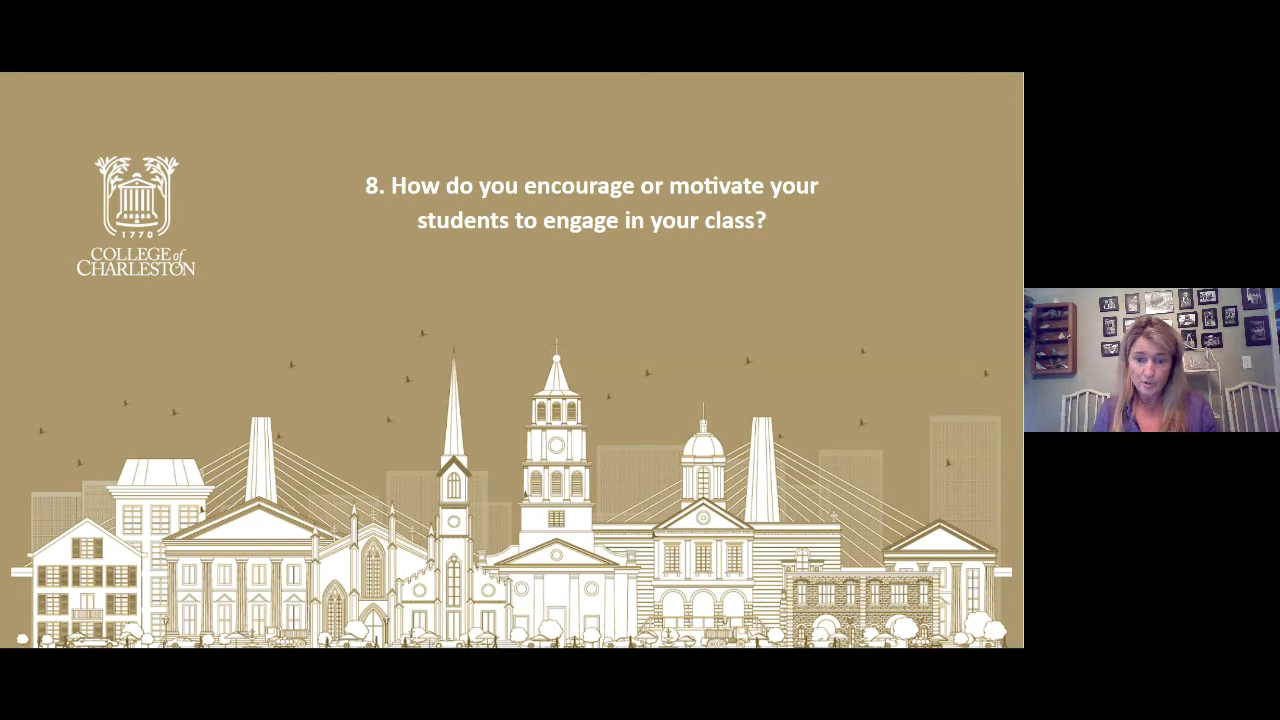 8. How do you encourage or motivate your
students to engage in your class?
1770
COLLEGE of
CHARLESTON